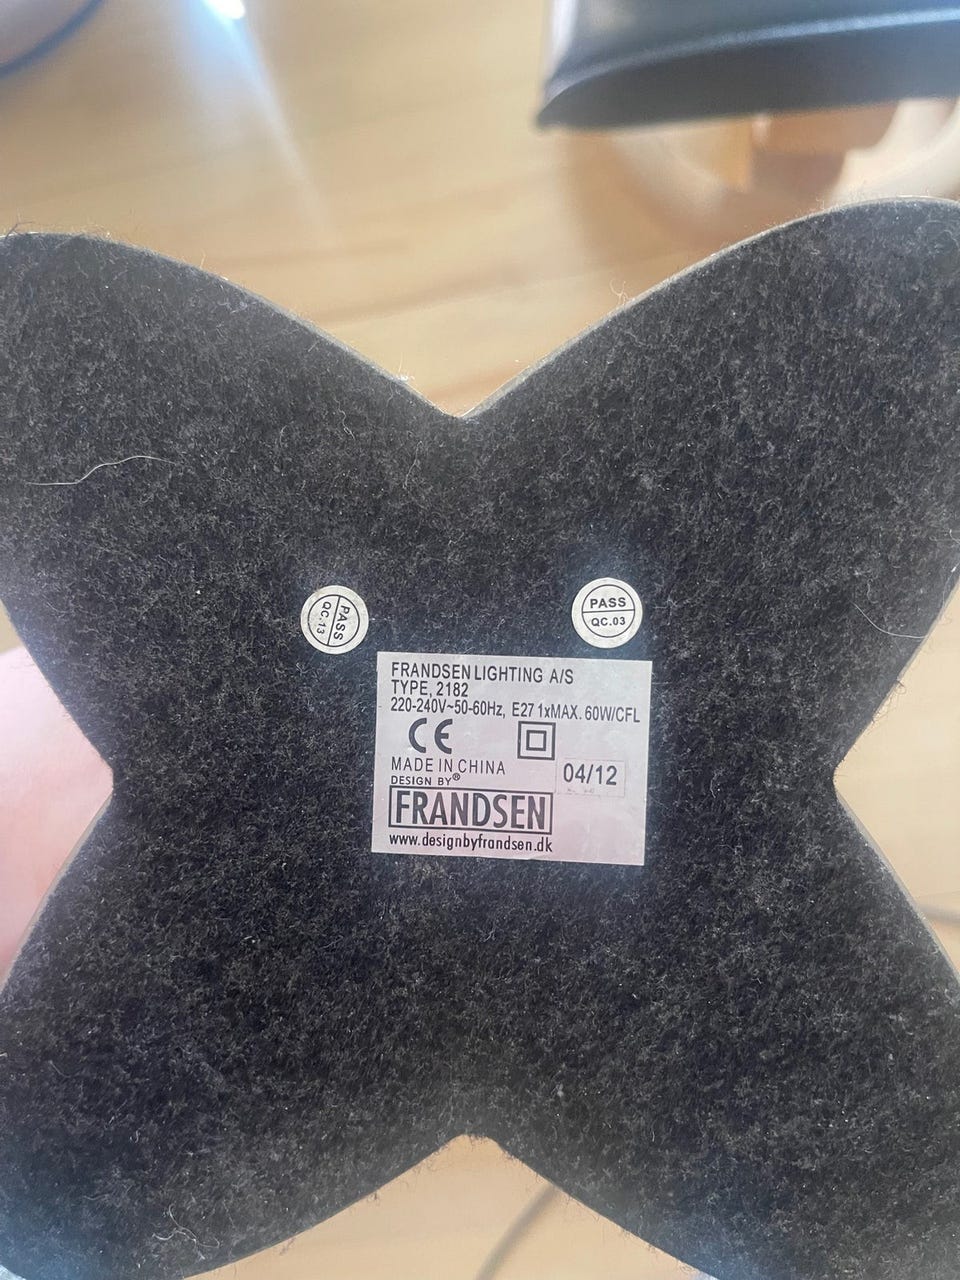 PASS
QC.13
PASS
QC.03
FRANDSEN LIGHTING A/S
TYPE, 2182
220-240V~50-60Hz, E27 1xMAX. 60W/CFL
CE
MADE IN CHINA
04/12
DESIGN BY®
FRANDSEN
www.designbyfrandsen.dk